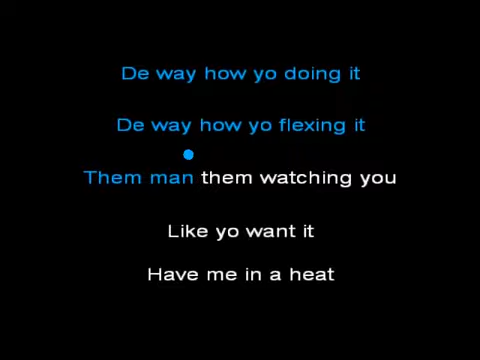 De way how yo doing it
De way how yo flexing it
Them man them watching you
Like yo want it
Have me in a heat